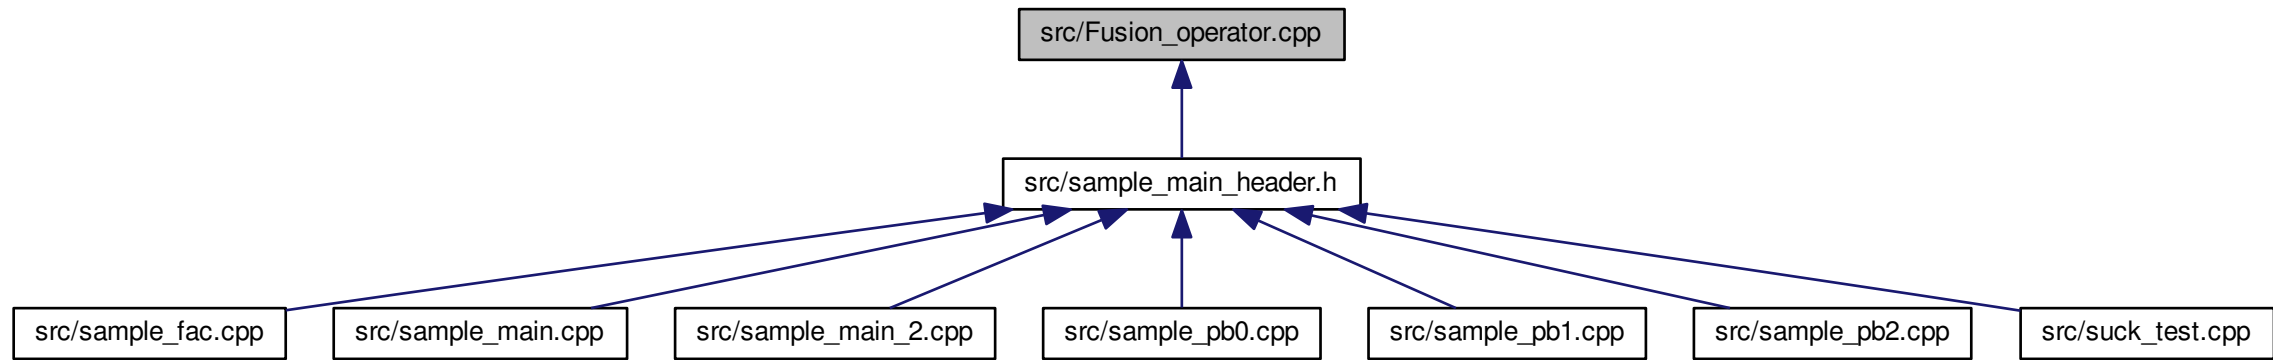 src/Fusion_operator.cpp
src/sample_main_header.h
src/sample_fac.cpp
src/sample_main.cpp
src/sample_main_2.cpp
src/sample_pb0.cpp
src/sample_pb1.cpp
src/sample_pb2.cpp
src/suck_test.cpp